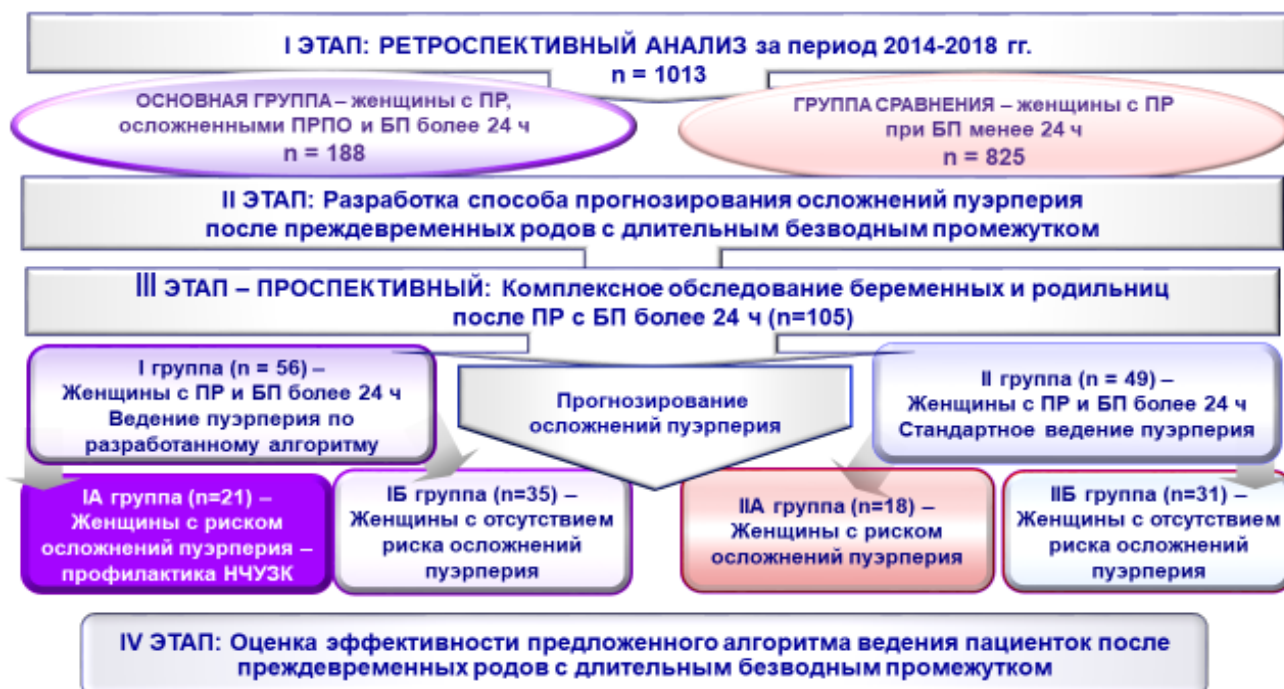 I ЭТАП: РЕТРОСПЕКТИВНЫЙ АНАЛИЗ за период 2014-2018 гг.
n = 1013
ОСНОВНАЯ ГРУППА – женщины с ПР,
осложненными ПРПО и БП более 24 ч
n = 188
ГРУППА СРАВНЕНИЯ – женщины с ПР
при БП менее 24 ч
n = 825
II ЭТАП: Разработка способа прогнозирования осложнений пуэрперия
после преждевременных родов с длительным безводным промежутком
III ЭТАП – ПРОСПЕКТИВНЫЙ: Комплексное обследование беременных и родильниц
после ПР с БП более 24 ч (n=105)
I группа (n = 56) –
Женщины с ПР и БП более 24 ч
Ведение пуэрперия по
разработанному алгоритму
Прогнозирование
осложнений пуэрперия
II группа (n = 49) –
Женщины с ПР и БП более 24 ч
Стандартное ведение пуэрперия
IА группа (n=21) –
Женщины с риском
осложнений пуэрперия –
профилактика НЧУЗК
IБ группа (n=35) –
Женщины с отсутствием
риска осложнений
пуэрперия
IIА группа (n=18) –
Женщины с риском
осложнений пуэрперия
IIБ группа (n=31) –
Женщины с отсутствием
риска осложнений
пуэрперия
IV ЭТАП: Оценка эффективности предложенного алгоритма ведения пациенток после
преждевременных родов с длительным безводным промежутком